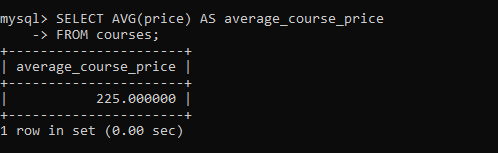 mysql> SELECT AVG(price) AS average_course_price
    -> FROM courses;
+----------------------+
| average_course_price |
+----------------------+
|           225.000000 |
+----------------------+
1 row in set (0.00 sec)